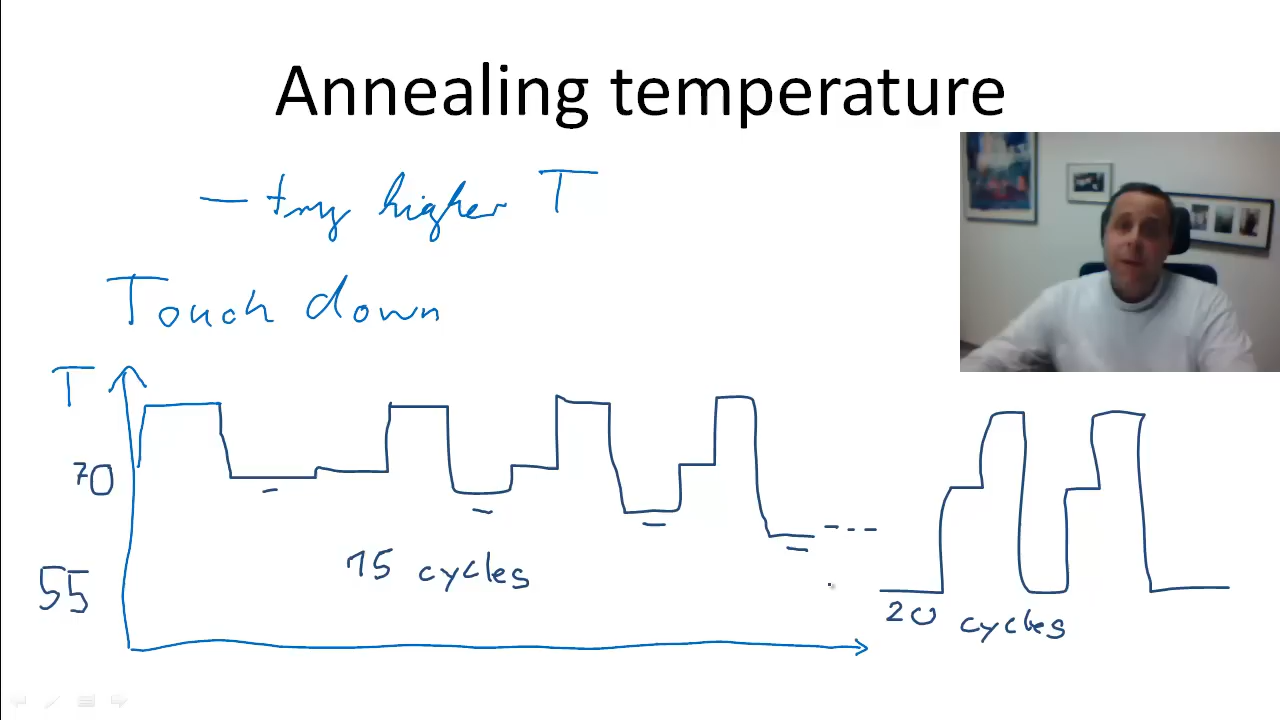 Annealing temperature
— try higher T
Touch down
T
70
55
15 cycles
20 cycles